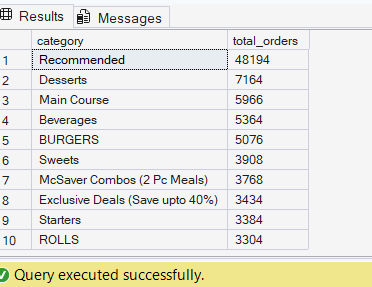 Results Messages
category total_orders
1 Recommended 48194
2 Desserts 7164
3 Main Course 5966
4 Beverages 5364
5 BURGERS 5076
6 Sweets 3908
7 McSaver Combos (2 Pc Meals) 3768
8 Exclusive Deals (Save upto 40%) 3434
9 Starters 3384
10 ROLLS 3304
Query executed successfully.